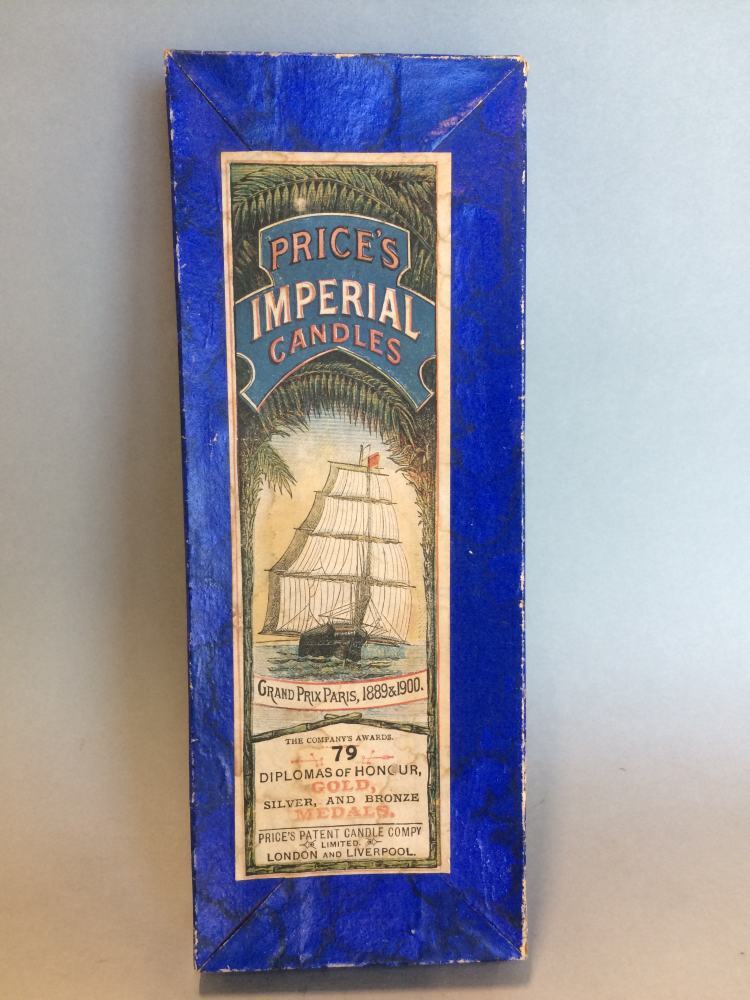 PRICE'S
IMPERIAL
CANDLES
GRAND PRIX PARIS, 1889 & 1900.
THE COMPANY'S AWARDS.
79
DIPLOMAS OF HONOUR,
GOLD,
SILVER, AND BRONZE
MEDALS.
PRICE'S PATENT CANDLE COMPY
LIMITED.
LONDON AND LIVERPOOL.